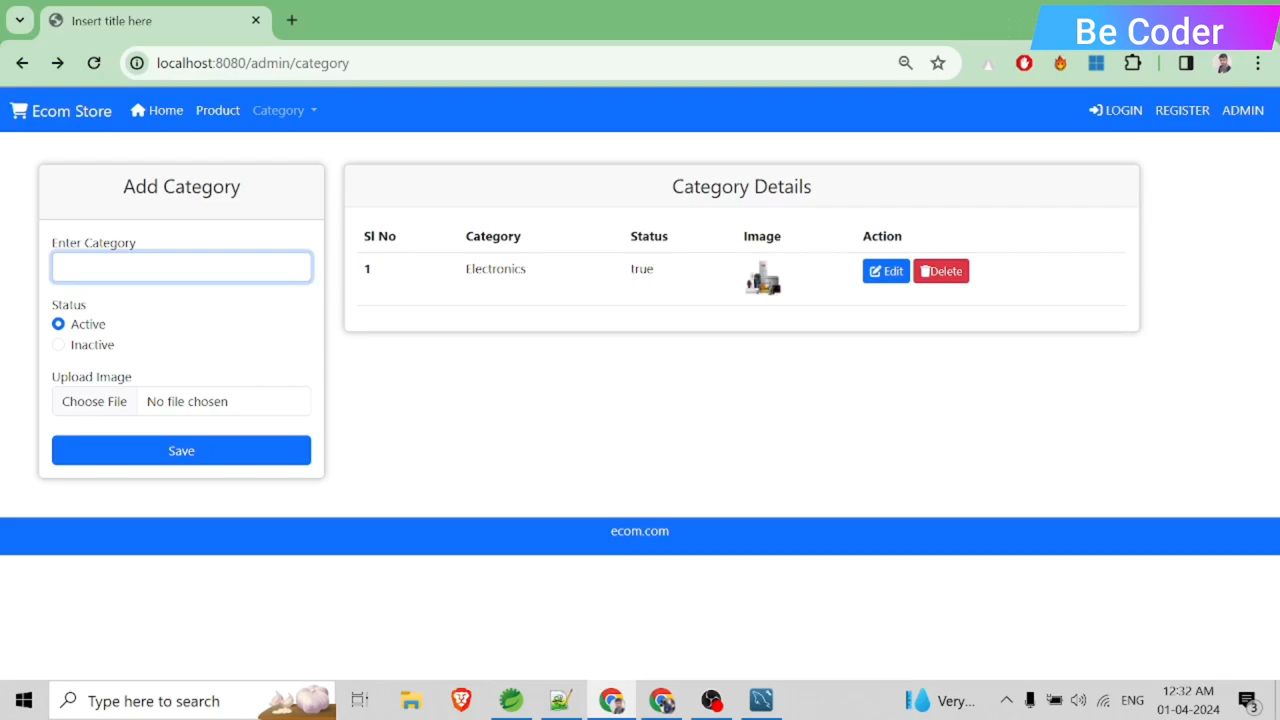 Insert title here
Be Coder
localhost:8080/admin/category
Ecom Store Home Product Category LOGIN REGISTER ADMIN
Add Category
Enter Category
Status
Active
Inactive
Upload Image
Choose File No file chosen
Save
Category Details
Sl No Category Status Image Action
1 Electronics true Edit Delete
ecom.com
Type here to search
Very...
ENG
12:32 AM
01-04-2024
3